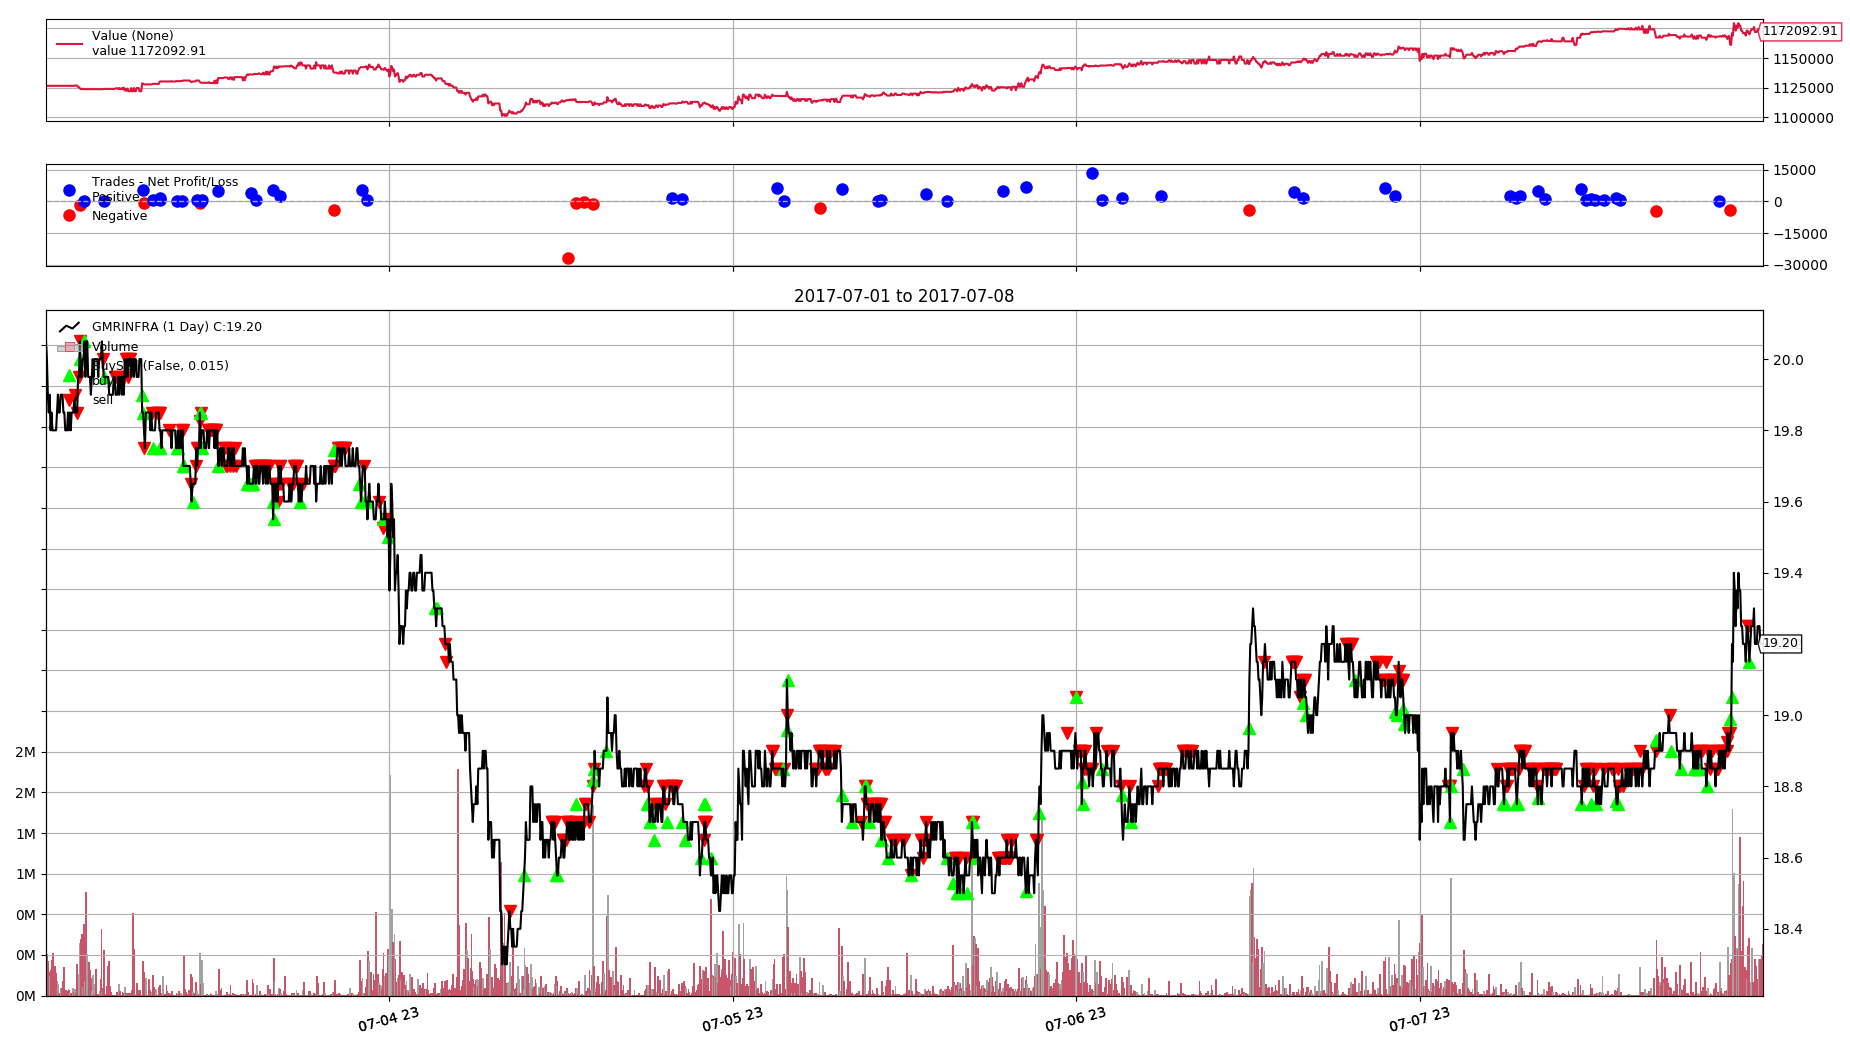 Value (None)
value 1172092.91
1172092.91
1150000
1125000
1100000
Trades - Net Profit/Loss
Positive
Negative
15000
0
−15000
−30000
2017-07-01 to 2017-07-08
GMRINFRA (1 Day) C:19.20
Volume
BuySell (False, 0.015)
buy
sell
20.0
19.8
19.6
19.4
19.20
19.0
18.8
18.6
18.4
2M
2M
1M
1M
0M
0M
0M
07-04 23
07-05 23
07-06 23
07-07 23